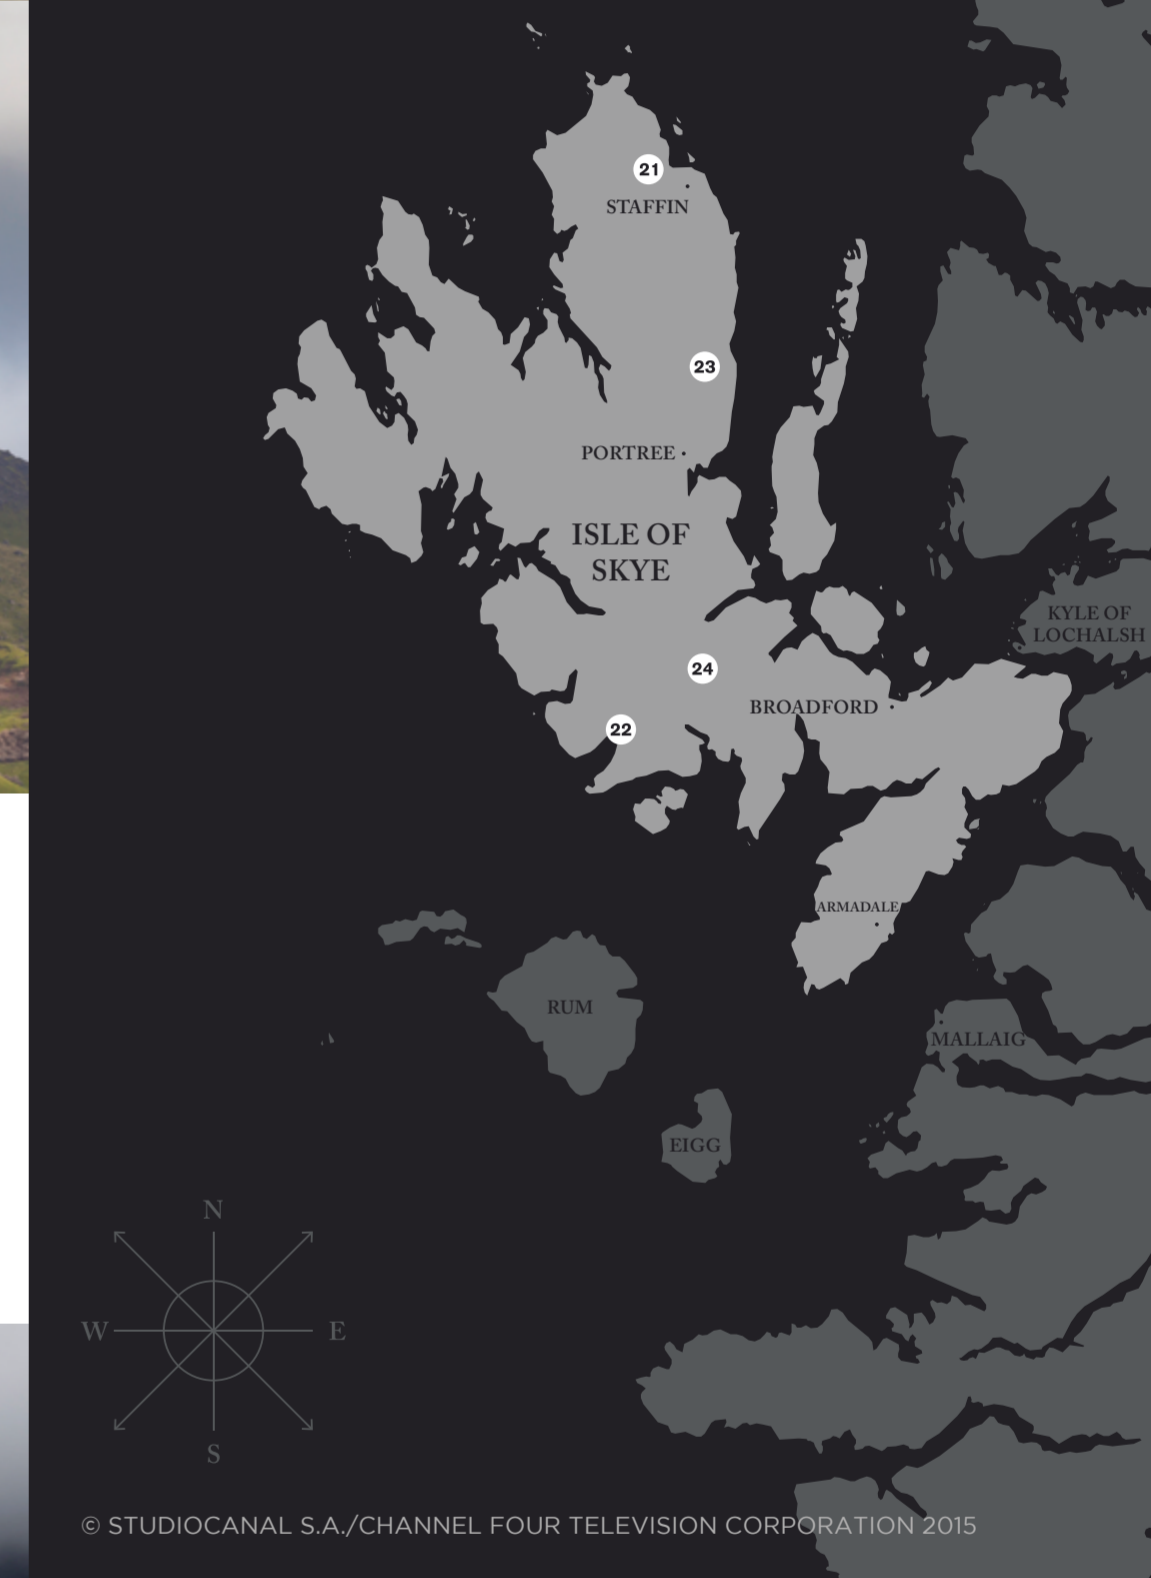 21
STAFFIN
23
PORTREE
ISLE OF
SKYE
KYLE OF
LOCHALSH
24
BROADFORD
22
ARMADALE
RUM
MALLAIG
EIGG
N
W
E
S
© STUDIOCANAL S.A./CHANNEL FOUR TELEVISION CORPORATION 2015